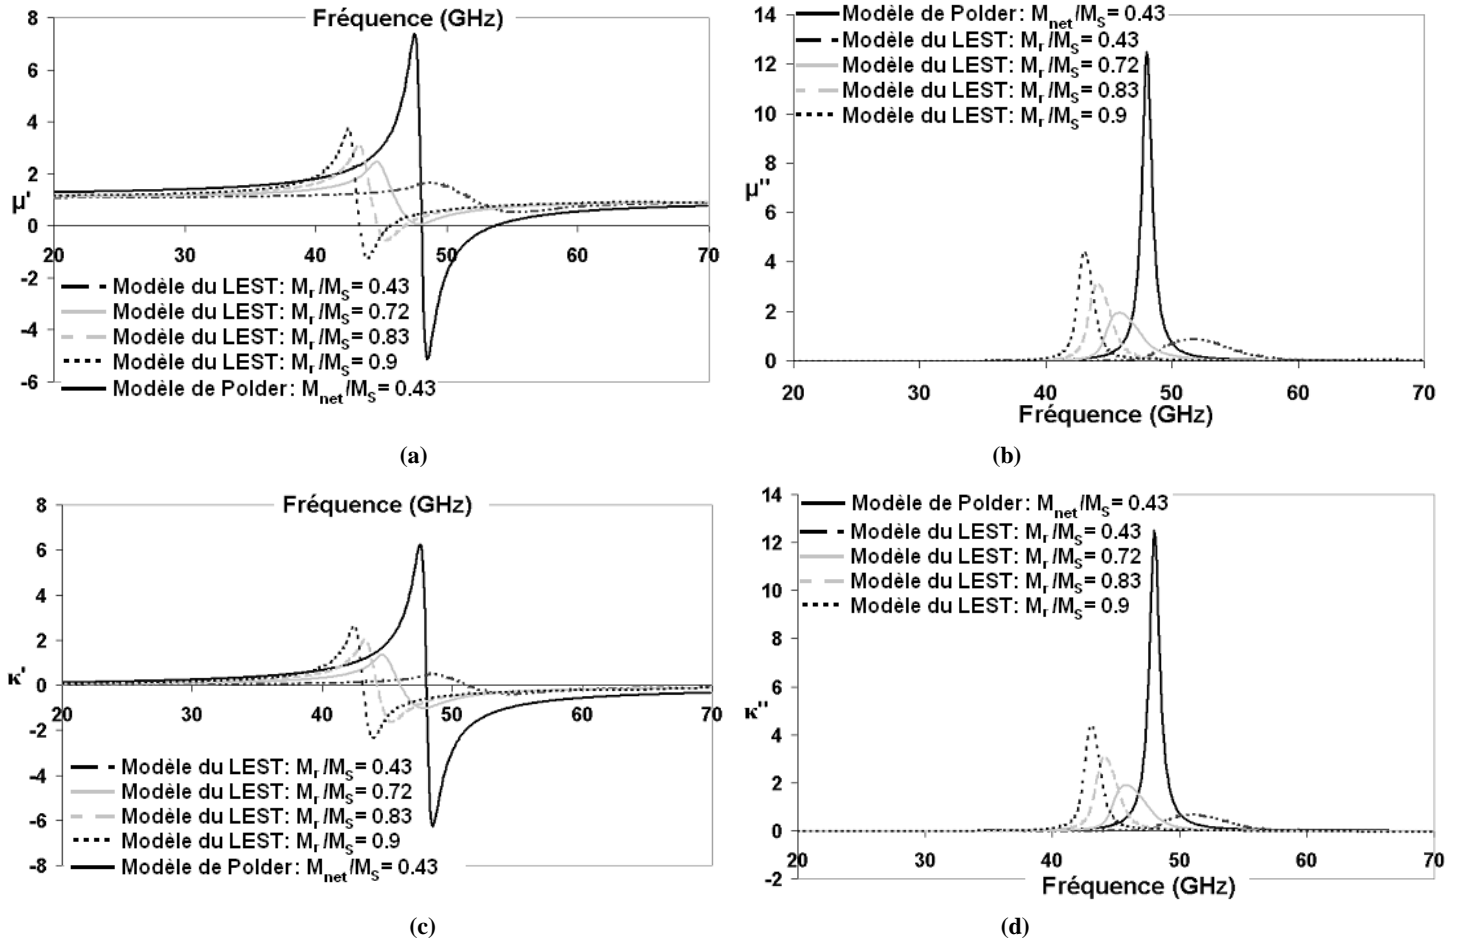 Fréquence (GHz)
8
6
4
2
0
-2
-4
-6
μ'
20
30
40
50
60
70
Modèle du LEST: Mr/Ms= 0.43
Modèle du LEST: Mr/Ms= 0.72
Modèle du LEST: Mr/Ms= 0.83
Modèle du LEST: Mr/Ms= 0.9
Modèle de Polder: Mnet/Ms= 0.43
(a)
14
12
10
8
6
4
2
0
μ"
Modèle de Polder: Mnet/Ms= 0.43
Modèle du LEST: Mr/Ms= 0.43
Modèle du LEST: Mr/Ms= 0.72
Modèle du LEST: Mr/Ms= 0.83
Modèle du LEST: Mr/Ms= 0.9
20
30
40
50
60
70
Fréquence (GHz)
(b)
Fréquence (GHz)
8
6
4
2
0
-2
-4
-6
-8
κ'
20
30
40
50
60
70
Modèle du LEST: Mr/Ms= 0.43
Modèle du LEST: Mr/Ms= 0.72
Modèle du LEST: Mr/Ms= 0.83
Modèle du LEST: Mr/Ms= 0.9
Modèle de Polder: Mnet/Ms= 0.43
(c)
14
12
10
8
6
4
2
0
-2
κ"
Modèle de Polder: Mnet/Ms= 0.43
Modèle du LEST: Mr/Ms= 0.43
Modèle du LEST: Mr/Ms= 0.72
Modèle du LEST: Mr/Ms= 0.83
Modèle du LEST: Mr/Ms= 0.9
20
30
40
50
60
70
Fréquence (GHz)
(d)